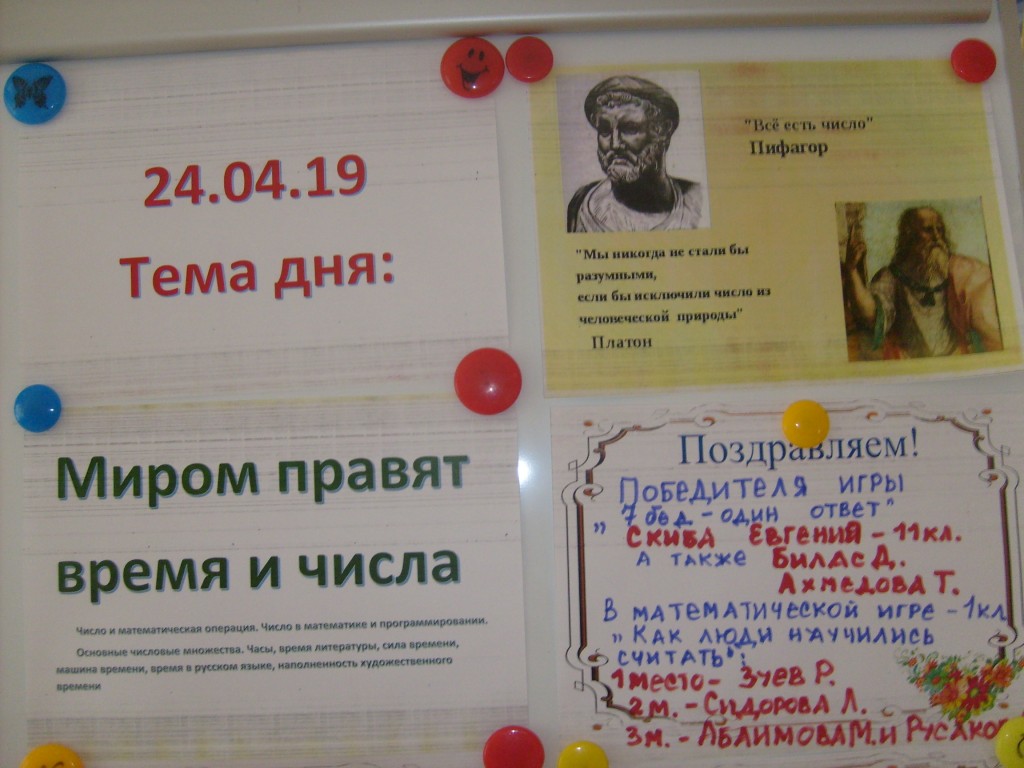 24.04.19
Тема дня:
Миром правят
время и числа
Число и математическая операция. Число в математике и программировании.
Основные числовые множества. Часы, время литературы, сила времени,
машина времени, время в русском языке, наполненность художественного
времени
"Всё есть число"
Пифагор
"Мы никогда не стали бы
разумными,
если бы исключили число из
человеческой природы"
Платон
Поздравляем!
Победителя игры
„7 бед - один ответ"
Скиба Евгений - 11кл.
А также Билас Д.
Ахмедова Т.
В математической игре - 1кл
„Как люди научились
считать":
1место - Зуев Р.
2м. - Сидорова Л.
3м. - Аблимова М. и